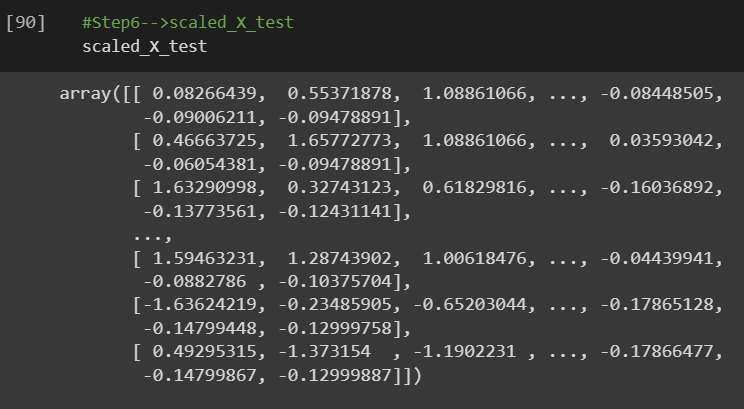 [90] #Step6-->scaled_X_test
scaled_X_test
array([[ 0.08266439,  0.55371878,  1.08861066, ..., -0.08448505,
-0.09006211, -0.09478891],
[ 0.46663725,  1.65772773,  1.08861066, ...,  0.03593042,
-0.06054381, -0.09478891],
[ 1.63290998,  0.32743123,  0.61829816, ..., -0.16036892,
-0.13773561, -0.12431141],
...,
[ 1.59463231,  1.28743902,  1.00618476, ..., -0.04439941,
-0.0882786 , -0.10375704],
[-1.63624219, -0.23485905, -0.65203044, ..., -0.17865128,
-0.14799448, -0.12999758],
[ 0.49295315, -1.373154  , -1.1902231 , ..., -0.17866477,
-0.14799867, -0.12999887]])